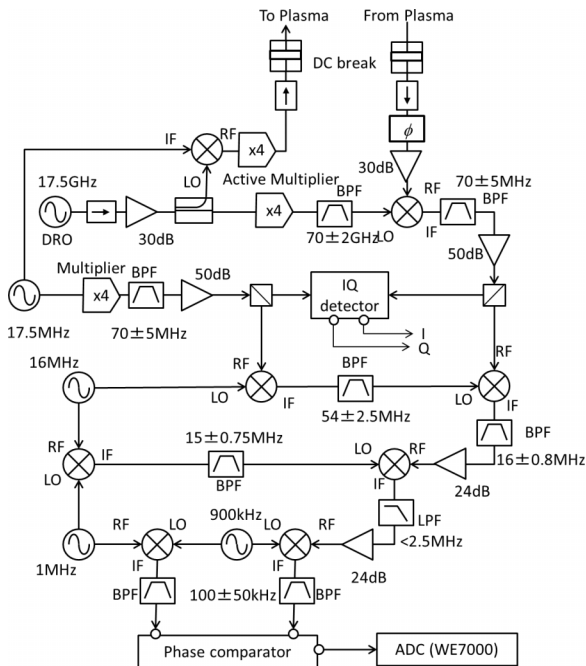 To Plasma
From Plasma
DC break
IF
RF
x4
ϕ
LO
30dB
17.5GHz
Active Multiplier
RF
70±5MHz
BPF
BPF
x4
DRO
30dB
70±2GHz
LO
IF
50dB
Multiplier
BPF
50dB
x4
IQ
detector
17.5MHz
70±5MHz
I
Q
16MHz
RF
BPF
RF
LO
IF
54±2.5MHz
LO
IF
15±0.75MHz
BPF
RF
IF
LO
RF
16±0.8MHz
LO
BPF
IF
24dB
900kHz
LPF
RF
LO
LO
RF
<2.5MHz
1MHz
IF
IF
24dB
BPF
100±50kHz
BPF
Phase comparator
ADC (WE7000)